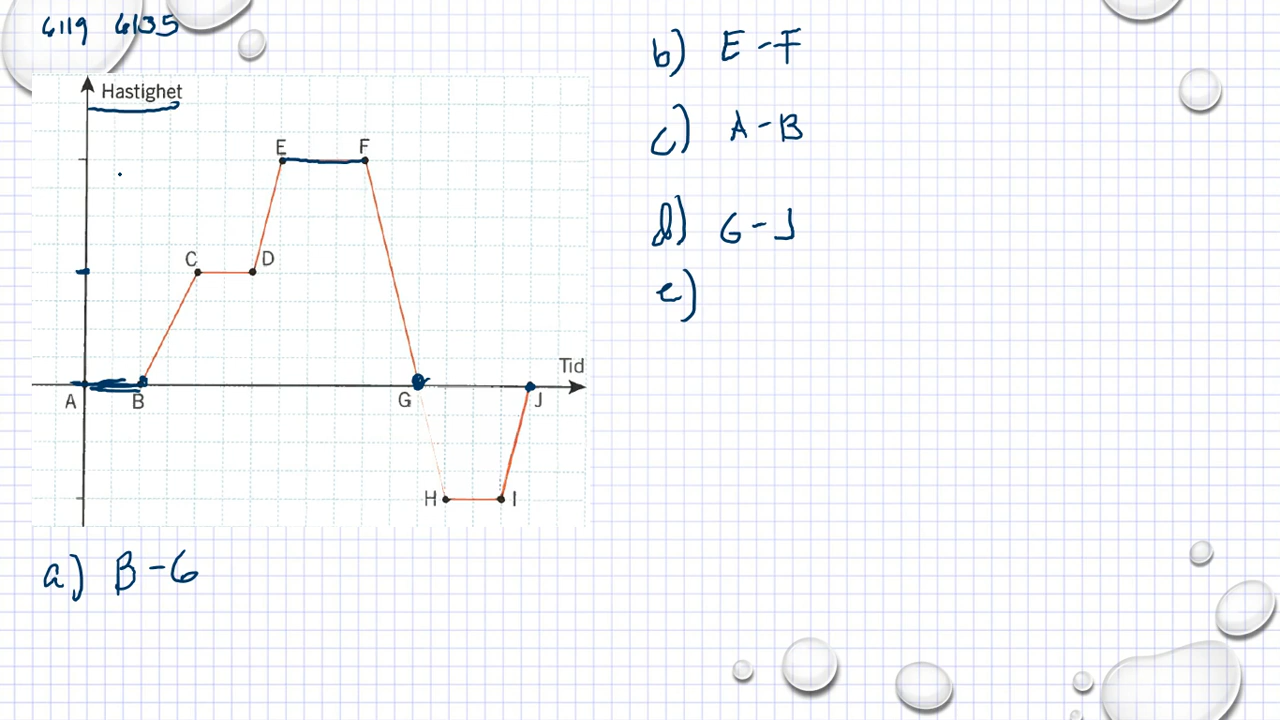 6119 6135
Hastighet
E F
C D
Tid
A B G J
H I
a) B-G
b) E-F
c) A-B
d) G-J
e)